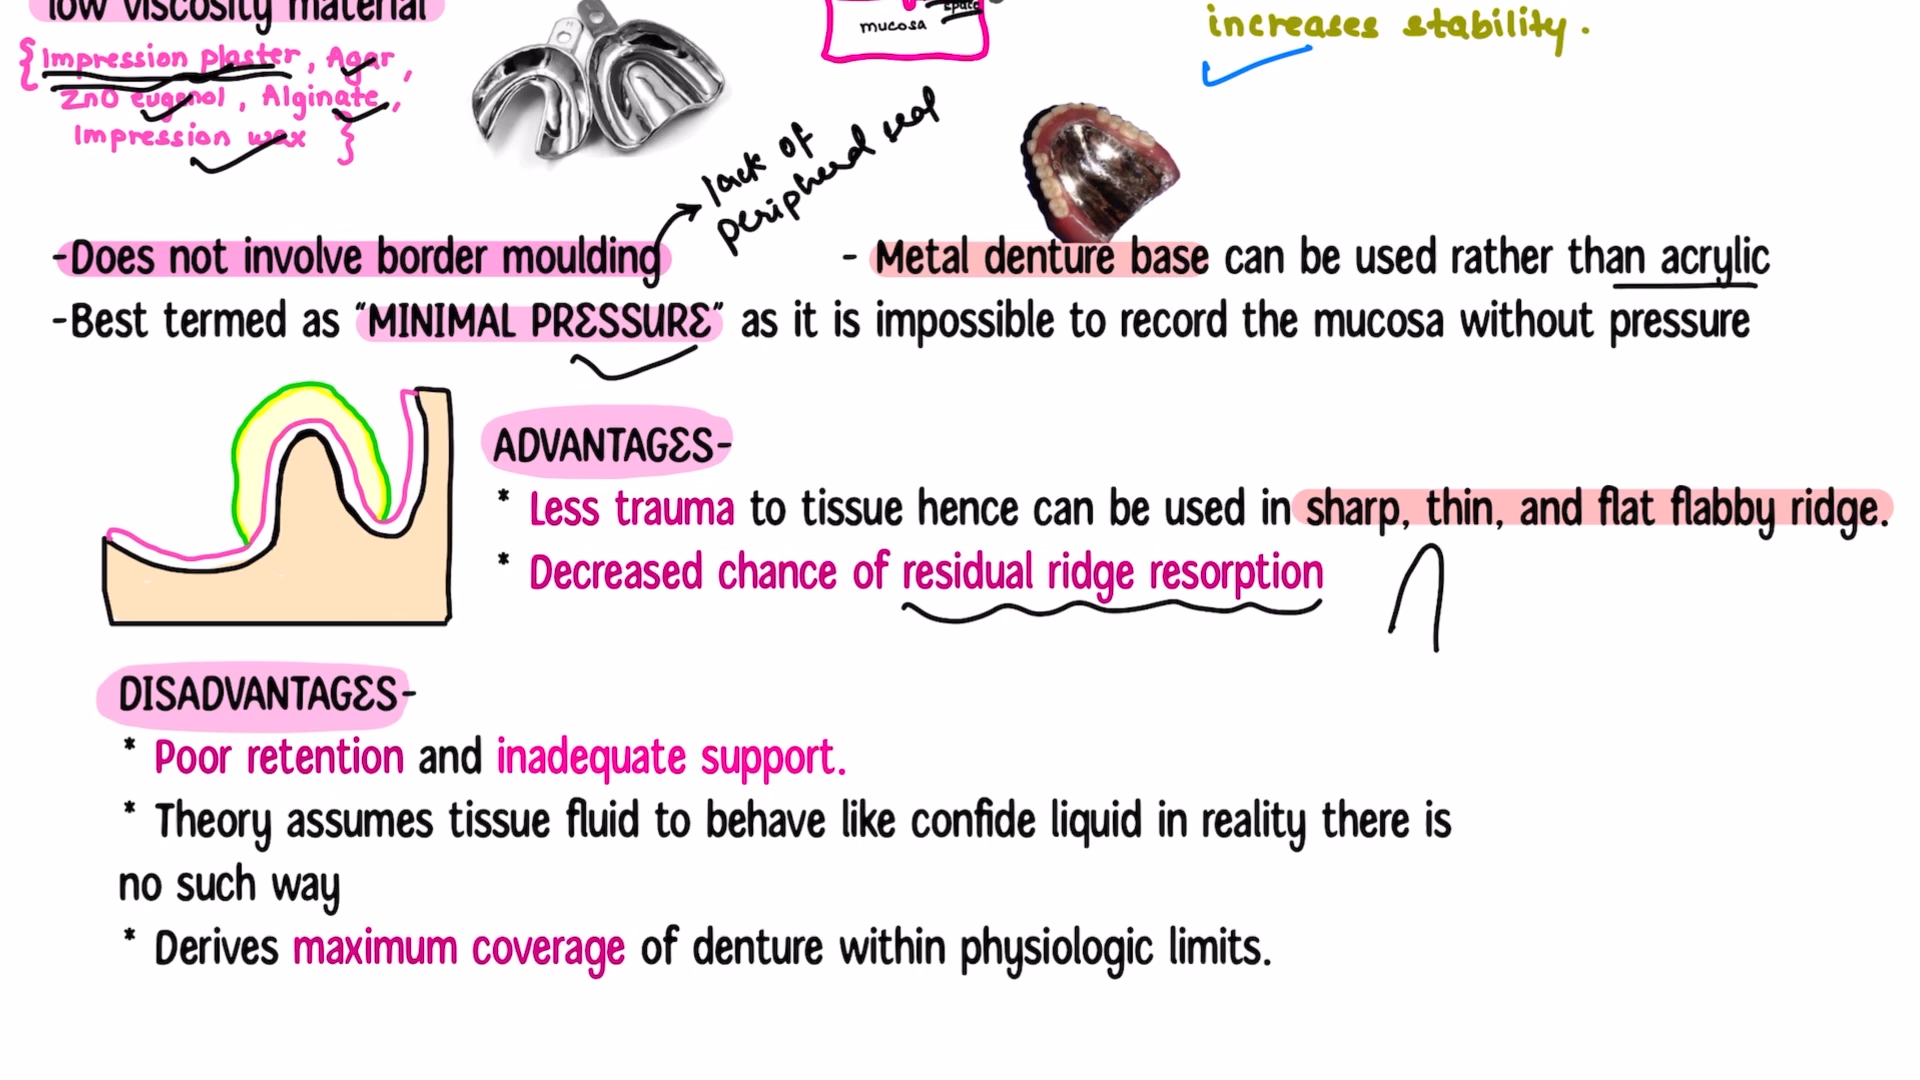 low viscosity material
{Impression plaster, Agar,
ZnO eugenol, Alginate,
Impression wax }
space
mucosa
increases stability.
lack of
peripheral seal
-Does not involve border moulding
- Metal denture base can be used rather than acrylic
-Best termed as "MINIMAL PRESSURE" as it is impossible to record the mucosa without pressure
ADVANTAGES-
* Less trauma to tissue hence can be used in sharp, thin, and flat flabby ridge.
* Decreased chance of residual ridge resorption
DISADVANTAGES-
* Poor retention and inadequate support.
* Theory assumes tissue fluid to behave like confide liquid in reality there is
no such way
* Derives maximum coverage of denture within physiologic limits.